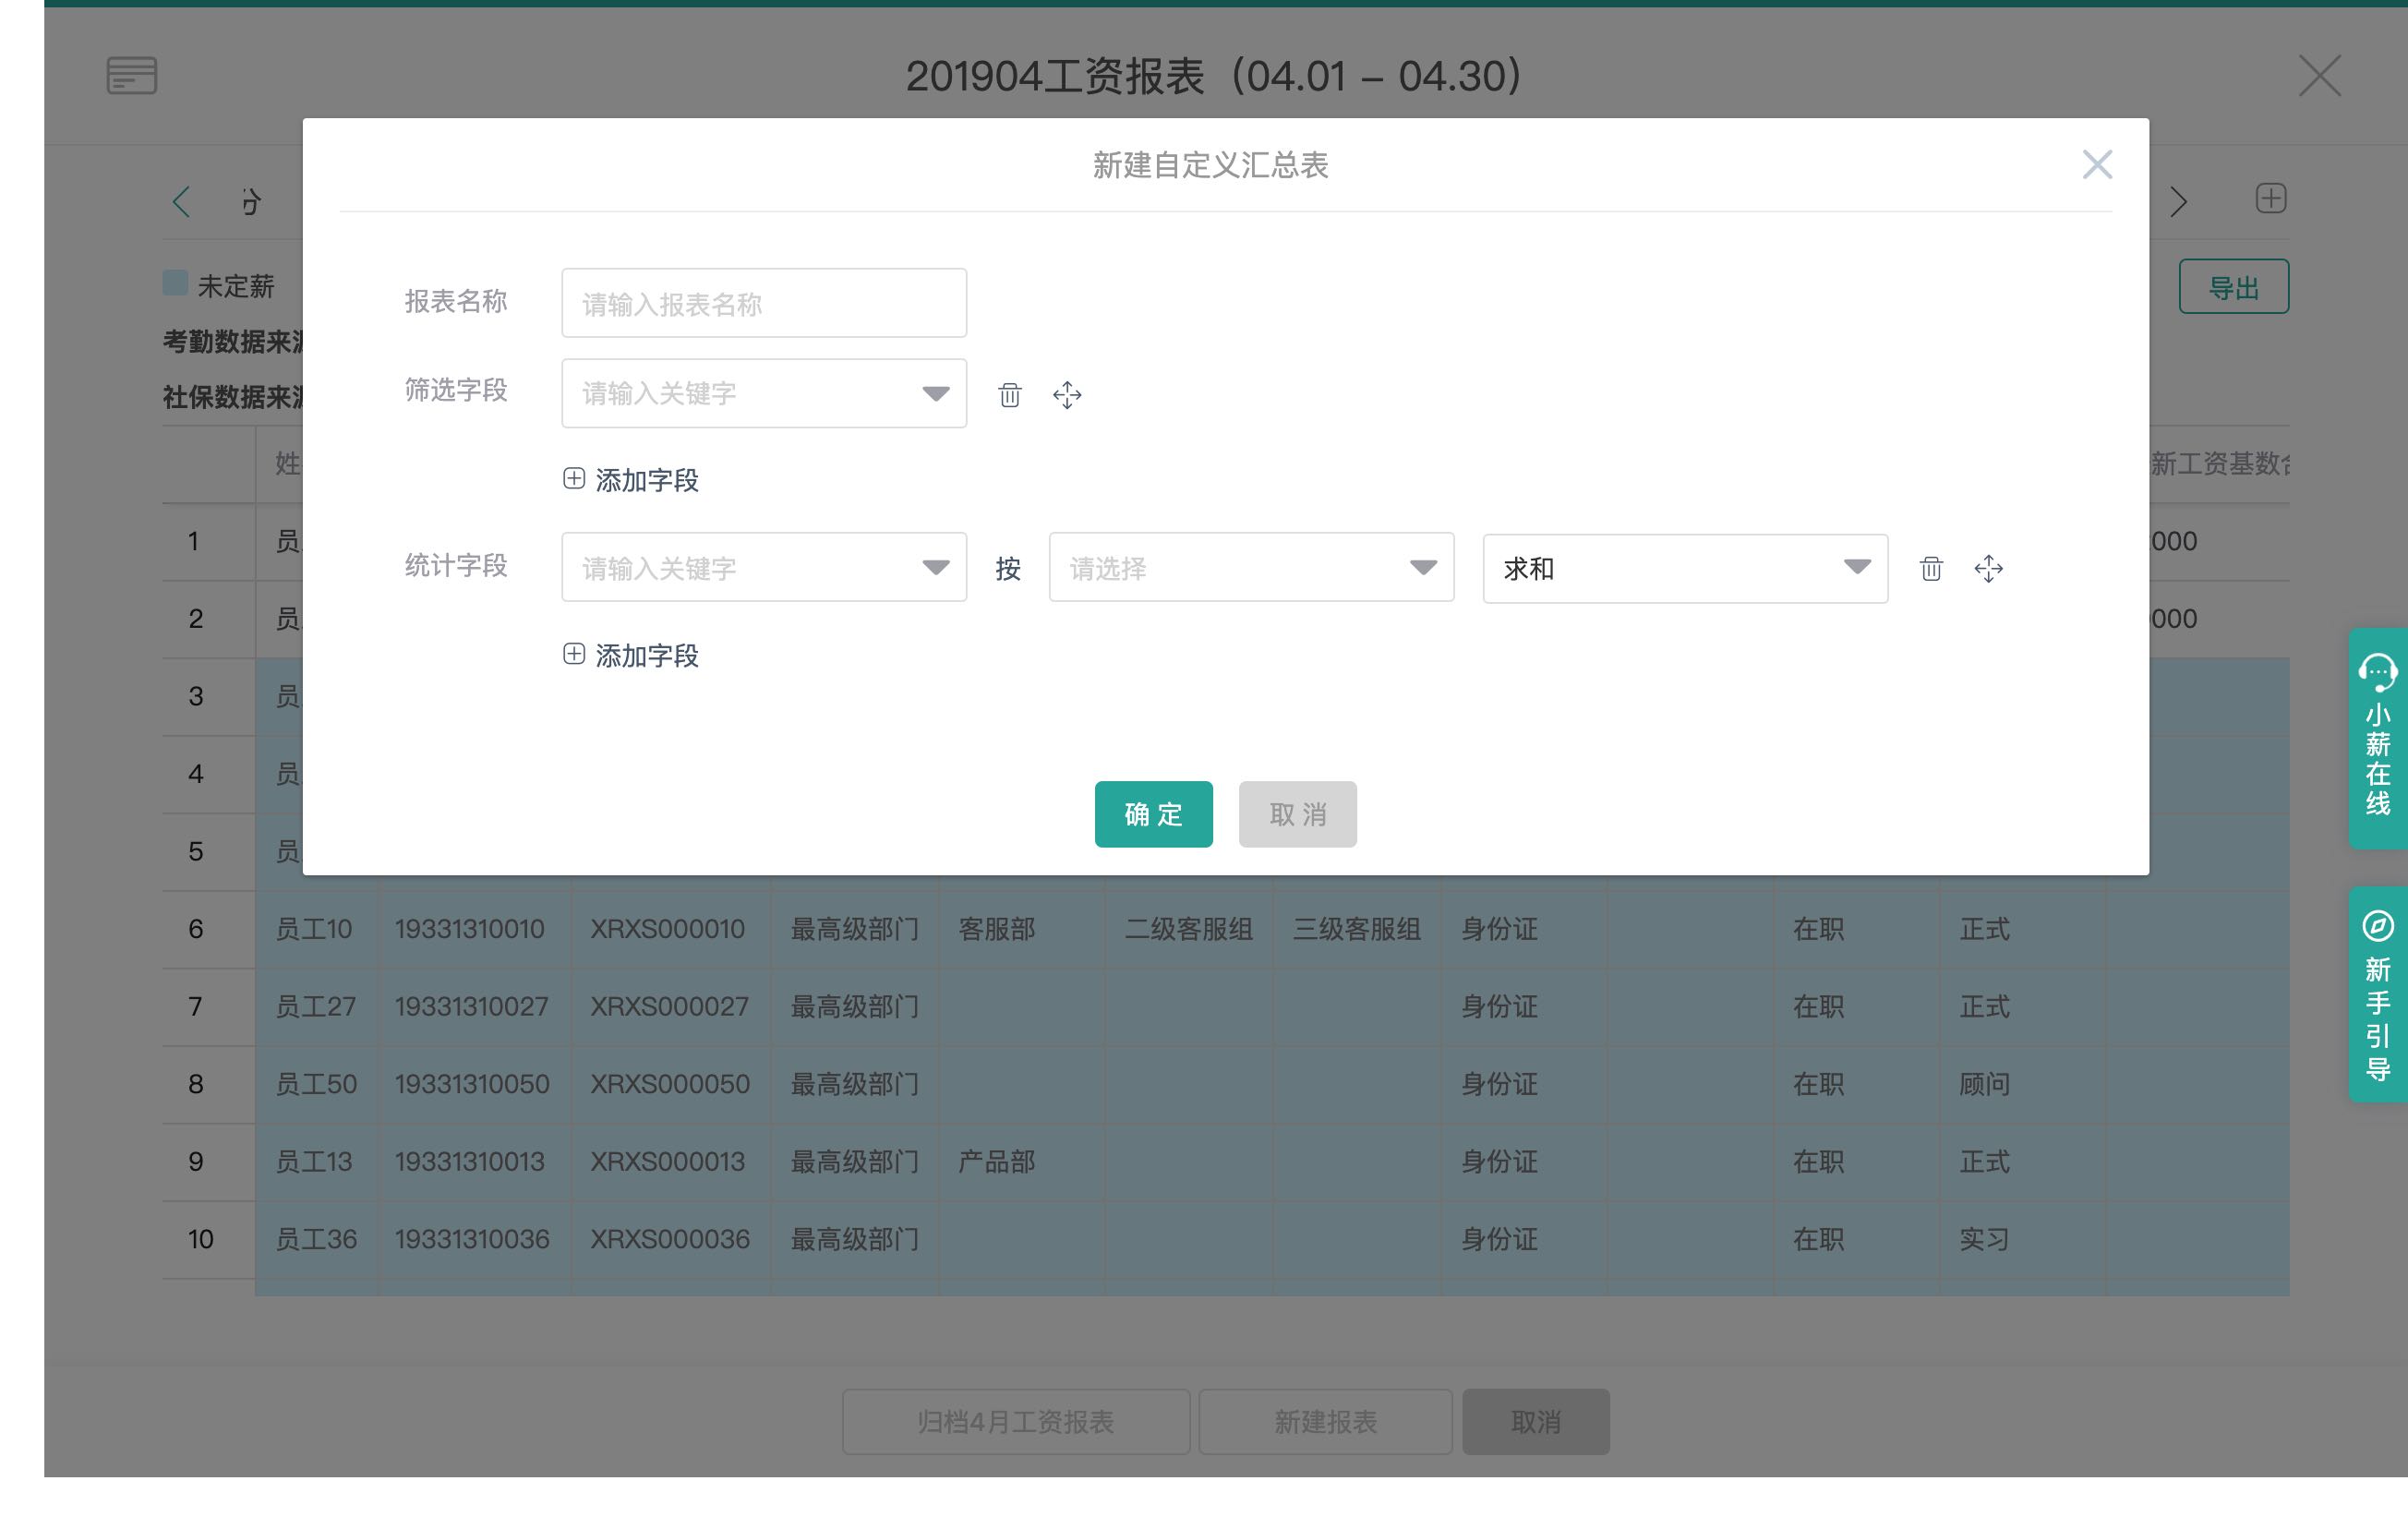 201904工资报表（04.01 – 04.30）
新建自定义汇总表
未定薪
导出
考勤数据来
社保数据来
报表名称 请输入报表名称
筛选字段 请输入关键字
添加字段
统计字段 请输入关键字 按 请选择 求和
添加字段
确 定 取 消
姓 新工资基数
1 员 000
2 员 000
3 员
4 员
5 员
6 员工10 19331310010 XRXS000010 最高级部门 客服部 二级客服组 三级客服组 身份证 在职 正式
7 员工27 19331310027 XRXS000027 最高级部门 身份证 在职 正式
8 员工50 19331310050 XRXS000050 最高级部门 身份证 在职 顾问
9 员工13 19331310013 XRXS000013 最高级部门 产品部 身份证 在职 正式
10 员工36 19331310036 XRXS000036 最高级部门 身份证 在职 实习
小薪在线
新手引导
归档4月工资报表 新建报表 取消